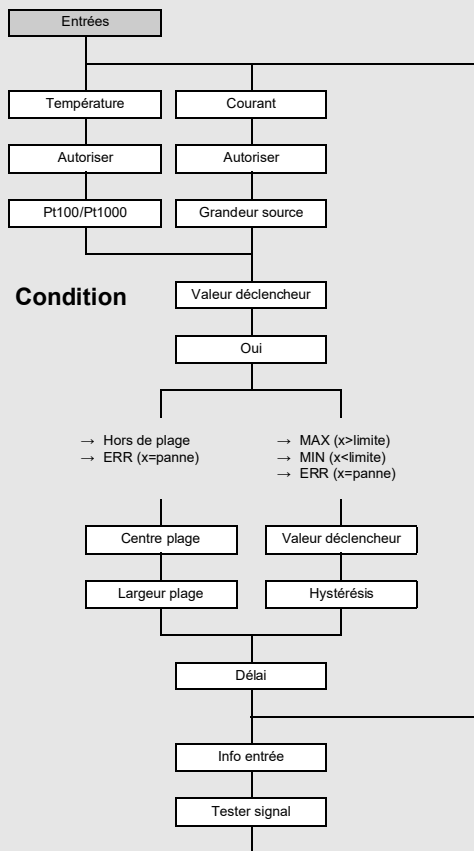 Entrées
Température
Courant
Autoriser
Autoriser
Pt100/Pt1000
Grandeur source
Condition
Valeur déclencheur
Oui
→ Hors de plage
→ ERR (x=panne)
→ MAX (x>limite)
→ MIN (x<limite)
→ ERR (x=panne)
Centre plage
Valeur déclencheur
Largeur plage
Hystérésis
Délai
Info entrée
Tester signal